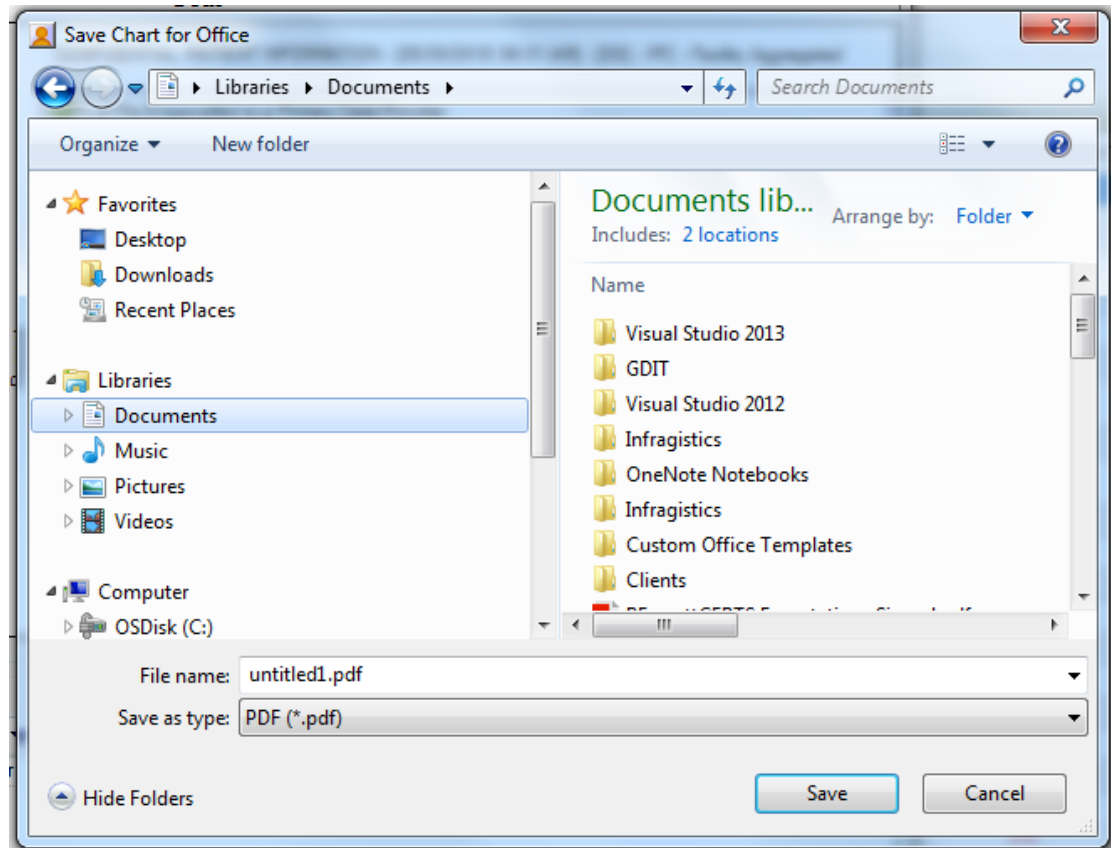 Save Chart for Office
Libraries Documents
Search Documents
Organize New folder
Favorites
Desktop
Downloads
Recent Places
Libraries
Documents
Music
Pictures
Videos
Computer
OSDisk (C:)
Documents lib...
Includes: 2 locations
Arrange by: Folder
Name
Visual Studio 2013
GDIT
Visual Studio 2012
Infragistics
OneNote Notebooks
Infragistics
Custom Office Templates
Clients
File name: untitled1.pdf
Save as type: PDF (*.pdf)
Hide Folders
Save Cancel